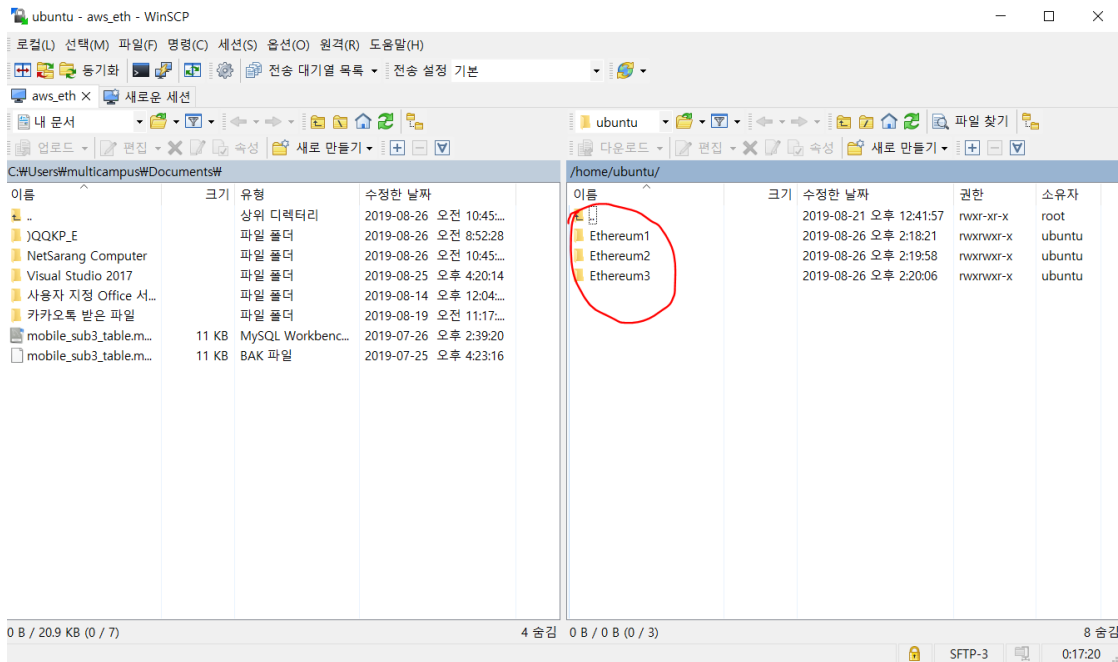 ubuntu - aws_eth - WinSCP
로컬(L) 선택(M) 파일(F) 명령(C) 세션(S) 옵션(O) 원격(R) 도움말(H)
동기화 전송 대기열 목록 전송 설정 기본
aws_eth 새로운 세션
내 문서
업로드 편집 속성 새로 만들기
C:₩Users₩multicampus₩Documents₩
이름 크기 유형 수정한 날짜
.. 상위 디렉터리 2019-08-26 오전 10:45:...
)QQKP_E 파일 폴더 2019-08-26 오전 8:52:28
NetSarang Computer 파일 폴더 2019-08-26 오전 10:45:...
Visual Studio 2017 파일 폴더 2019-08-25 오후 4:20:14
사용자 지정 Office 서... 파일 폴더 2019-08-14 오후 12:04:...
카카오톡 받은 파일 파일 폴더 2019-08-19 오전 11:17:...
mobile_sub3_table.m... 11 KB MySQL Workbenc... 2019-07-26 오후 2:39:20
mobile_sub3_table.m... 11 KB BAK 파일 2019-07-25 오후 4:23:16
0 B / 20.9 KB (0 / 7) 4 숨김
ubuntu 파일 찾기
다운로드 편집 속성 새로 만들기
/home/ubuntu/
이름 크기 수정한 날짜 권한 소유자
.. 2019-08-21 오후 12:41:57 rwxr-xr-x root
Ethereum1 2019-08-26 오후 2:18:21 rwxrwxr-x ubuntu
Ethereum2 2019-08-26 오후 2:19:58 rwxrwxr-x ubuntu
Ethereum3 2019-08-26 오후 2:20:06 rwxrwxr-x ubuntu
0 B / 0 B (0 / 3) 8 숨김
SFTP-3 0:17:20